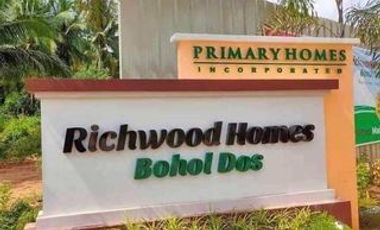 PRIMARY HOMES
INCORPORATED
Richwood Homes
Bohol Dos